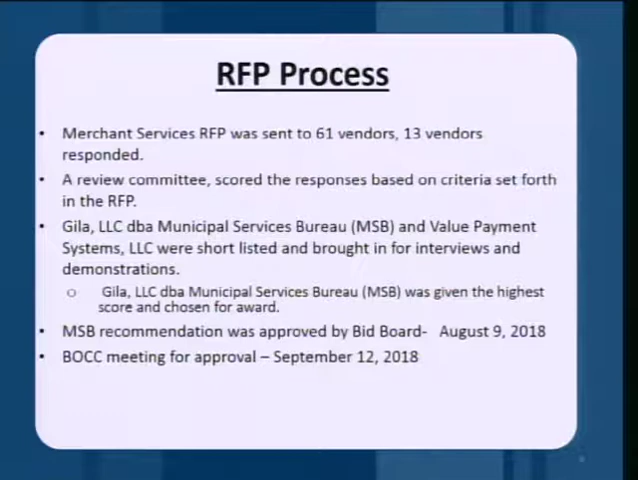 RFP Process
• Merchant Services RFP was sent to 61 vendors, 13 vendors
responded.
• A review committee, scored the responses based on criteria set forth
in the RFP.
• Gila, LLC dba Municipal Services Bureau (MSB) and Value Payment
Systems, LLC were short listed and brought in for interviews and
demonstrations.
o Gila, LLC dba Municipal Services Bureau (MSB) was given the highest
score and chosen for award.
• MSB recommendation was approved by Bid Board- August 9, 2018
• BOCC meeting for approval – September 12, 2018